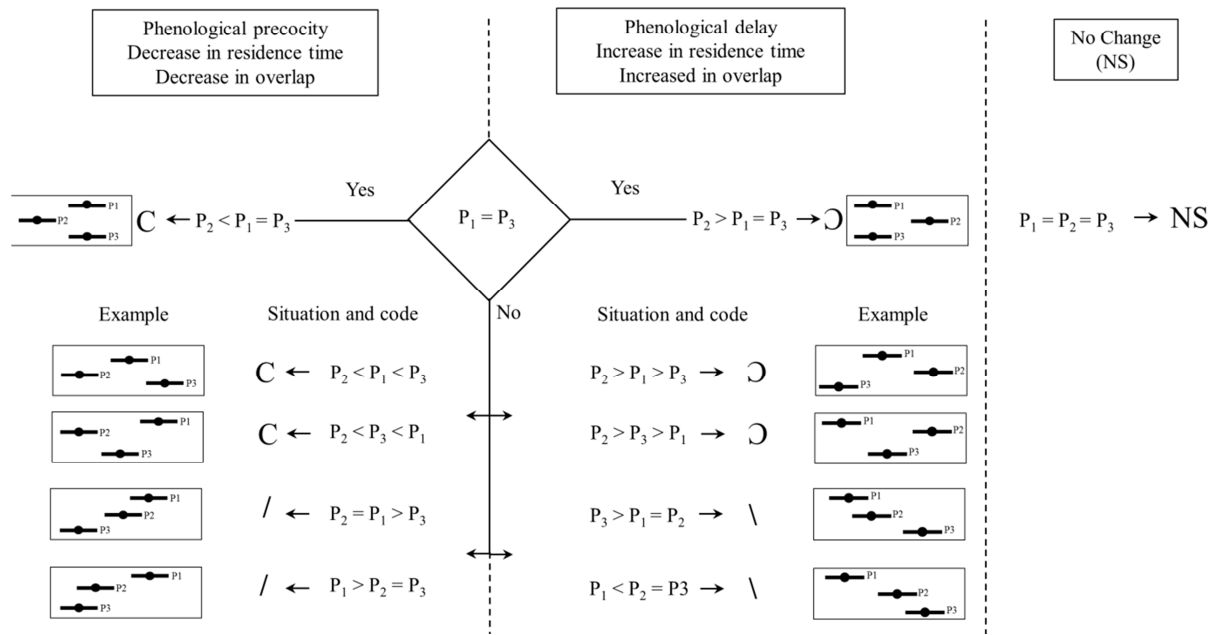 Phenological precocity
Decrease in residence time
Decrease in overlap
Phenological delay
Increase in residence time
Increased in overlap
No Change
(NS)
Yes
Yes
P1
P2
P3
C ← P₂ < P₁ = P₃
P₁ = P₃
P₂ > P₁ = P₃ → Ɔ
P1
P2
P3
P₁ = P₂ = P₃ → NS
No
Example
Situation and code
Situation and code
Example
P1
P2
P3
C ← P₂ < P₁ < P₃
P₂ > P₁ > P₃ → Ɔ
P1
P2
P3
P1
P2
P3
C ← P₂ < P₃ < P₁
P₂ > P₃ > P₁ → Ɔ
P1
P2
P3
P1
P2
P3
/ ← P₂ = P₁ > P₃
P₃ > P₁ = P₂ → \
P1
P2
P3
P1
P2
P3
/ ← P₁ > P₂ = P₃
P₁ < P₂ = P3 → \
P1
P2
P3